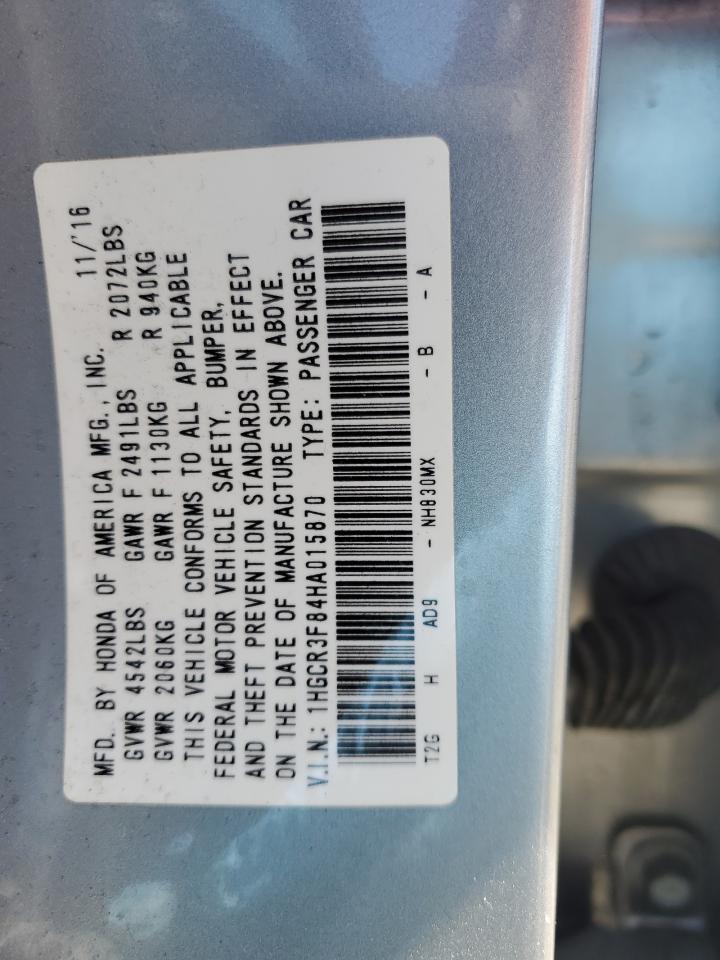 MFD. BY HONDA OF AMERICA MFG., INC. 11/'16
GVWR 4542LBS GAWR F 2491LBS R 2072LBS
GVWR 2060KG GAWR F 1130KG R 940KG
THIS VEHICLE CONFORMS TO ALL APPLICABLE
FEDERAL MOTOR VEHICLE SAFETY, BUMPER,
AND THEFT PREVENTION STANDARDS IN EFFECT
ON THE DATE OF MANUFACTURE SHOWN ABOVE.
V.I.N.: 1HGCR3F84HA015870 TYPE: PASSENGER CAR
T2G H AD9 - NH830MX - B - A